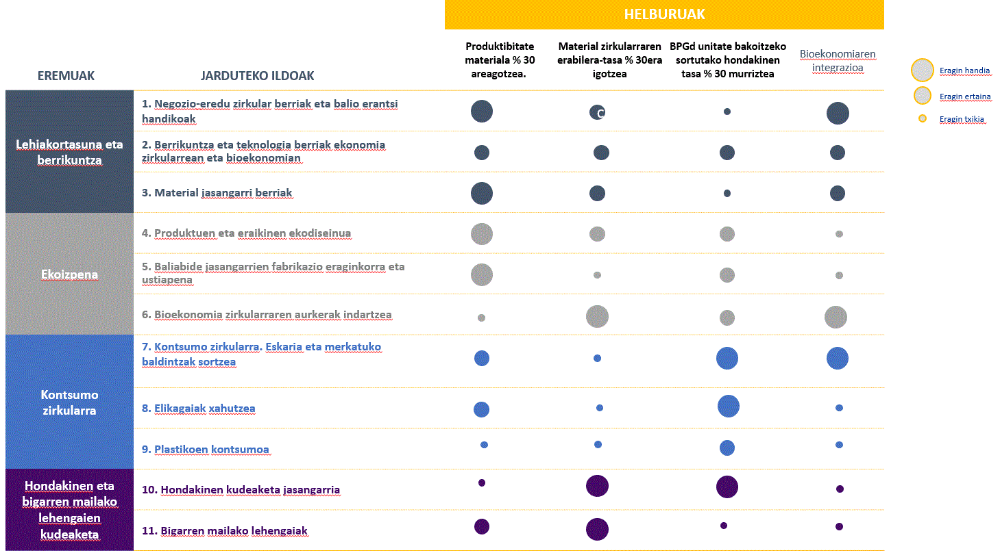 HELBURUAK
EREMUAK
JARDUTEKO ILDOAK
Produktibitate
materiala % 30
areagotzea.
Material zirkularraren
erabilera-tasa % 30era
igotzea
BPGd unitate bakoitzeko
sortutako hondakinen
tasa % 30 murriztea
Bioekonomiaren
integrazioa
Eragin handia
Eragin ertaina
Eragin txikia
Lehiakortasuna eta
berrikuntza
1. Negozio-eredu zirkular berriak eta balio erantsi
handikoak
C
2. Berrikuntza eta teknologia berriak ekonomia
zirkularrean eta bioekonomian
3. Material jasangarri berriak
Ekoizpena
4. Produktuen eta eraikinen ekodiseinua
5. Baliabide jasangarrien fabrikazio eraginkorra eta
ustiapena
6. Bioekonomia zirkularraren aurkerak indartzea
Kontsumo
zirkularra
7. Kontsumo zirkularra. Eskaria eta merkatuko
baldintzak sortzea
8. Elikagaiak xahutzea
9. Plastikoen kontsumoa
Hondakinen eta
bigarren mailako
lehengaien
kudeaketa
10. Hondakinen kudeaketa jasangarria
11. Bigarren mailako lehengaiak